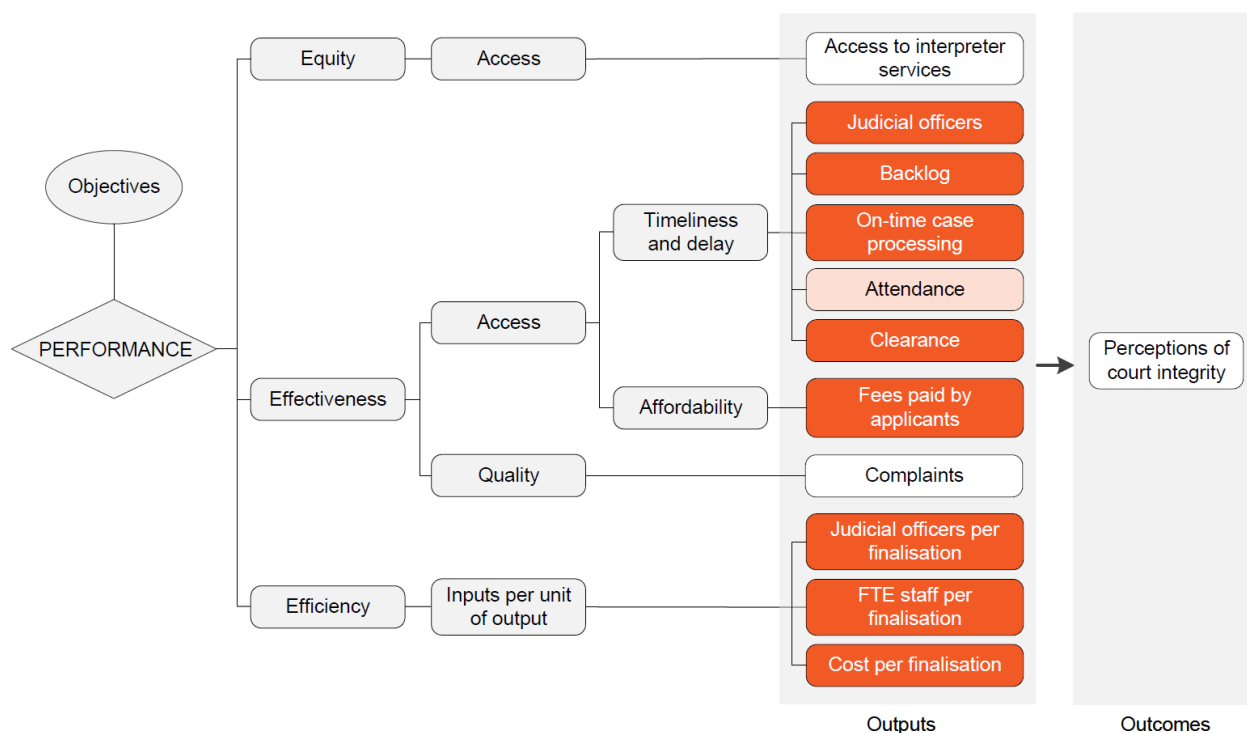 Objectives
PERFORMANCE
Equity
Access
Access to interpreter
services
Effectiveness
Access
Timeliness
and delay
Judicial officers
Backlog
On-time case
processing
Attendance
Clearance
Affordability
Fees paid by
applicants
Quality
Complaints
Efficiency
Inputs per unit
of output
Judicial officers per
finalisation
FTE staff per
finalisation
Cost per finalisation
Perceptions of
court integrity
Outputs
Outcomes